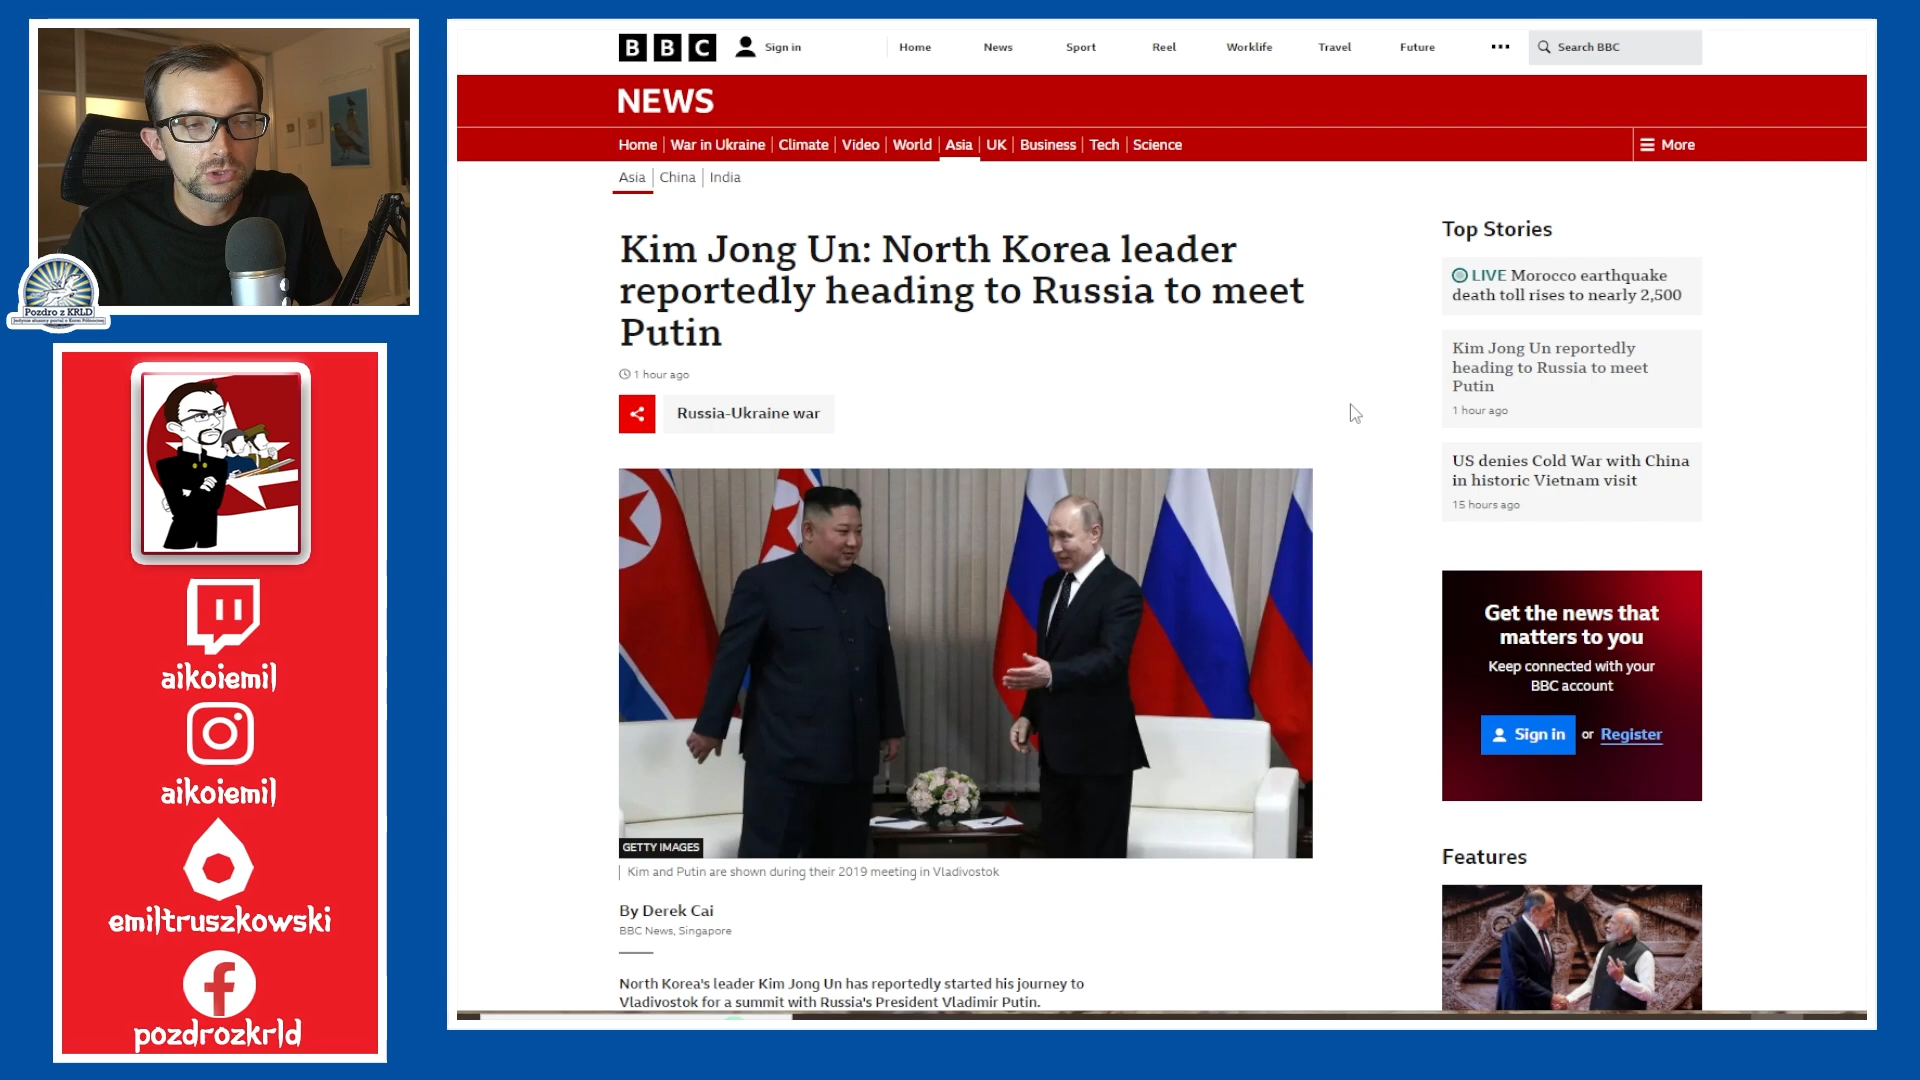 Pozdro z KRLD
aikoiemil
aikoiemil
emiltruszkowski
pozdrozkrld
BBC
Sign in
Home
News
Sport
Reel
Worklife
Travel
Future
Search BBC
NEWS
Home
War in Ukraine
Climate
Video
World
Asia
UK
Business
Tech
Science
More
Asia
China
India
Kim Jong Un: North Korea leader
reportedly heading to Russia to meet
Putin
1 hour ago
Russia-Ukraine war
GETTY IMAGES
Kim and Putin are shown during their 2019 meeting in Vladivostok
By Derek Cai
BBC News, Singapore
North Korea's leader Kim Jong Un has reportedly started his journey to
Vladivostok for a summit with Russia's President Vladimir Putin.
Top Stories
LIVE Morocco earthquake
death toll rises to nearly 2,500
Kim Jong Un reportedly
heading to Russia to meet
Putin
1 hour ago
US denies Cold War with China
in historic Vietnam visit
15 hours ago
Get the news that
matters to you
Keep connected with your
BBC account
Sign in or Register
Features